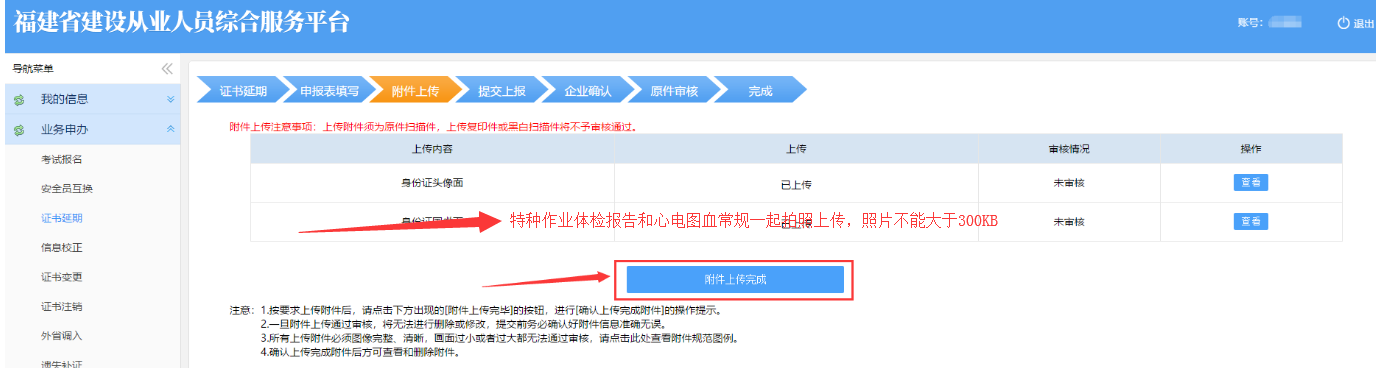 福建省建设从业人员综合服务平台
账号：
退出
导航菜单
我的信息
业务申办
考试报名
安全员互换
证书延期
信息校正
证书变更
证书注销
外省调入
遗失补证
证书延期 申报表填写 附件上传 提交上报 企业确认 原件审核 完成
附件上传注意事项：上传附件须为原件扫描件，上传复印件或黑白扫描件将不予审核通过。
上传内容 上传 审核情况 操作
身份证头像面 已上传 未审核 查看
特种作业体检报告和心电图血常规一起拍照上传，照片不能大于300KB
未审核 查看
附件上传完成
注意：1.按要求上传附件后，请点击下方出现的[附件上传完毕]的按钮，进行[确认上传完成附件]的操作提示。
2.一旦附件上传通过审核，将无法进行删除或修改，提交前务必确认好附件信息准确无误。
3.所有上传附件必须图像完整、清晰，画面过小或者过大都无法通过审核，请点击此处查看附件规范图例。
4.确认上传完成附件后方可查看和删除附件。